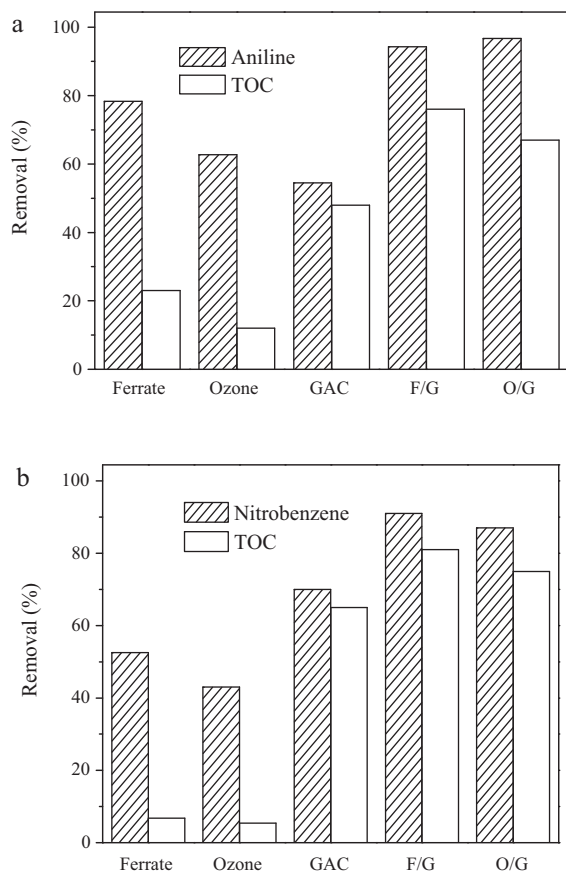 a
100
80
60
40
20
0
Removal (%)
Aniline
TOC
Ferrate Ozone GAC F/G O/G
b
100
80
60
40
20
0
Removal (%)
Nitrobenzene
TOC
Ferrate Ozone GAC F/G O/G